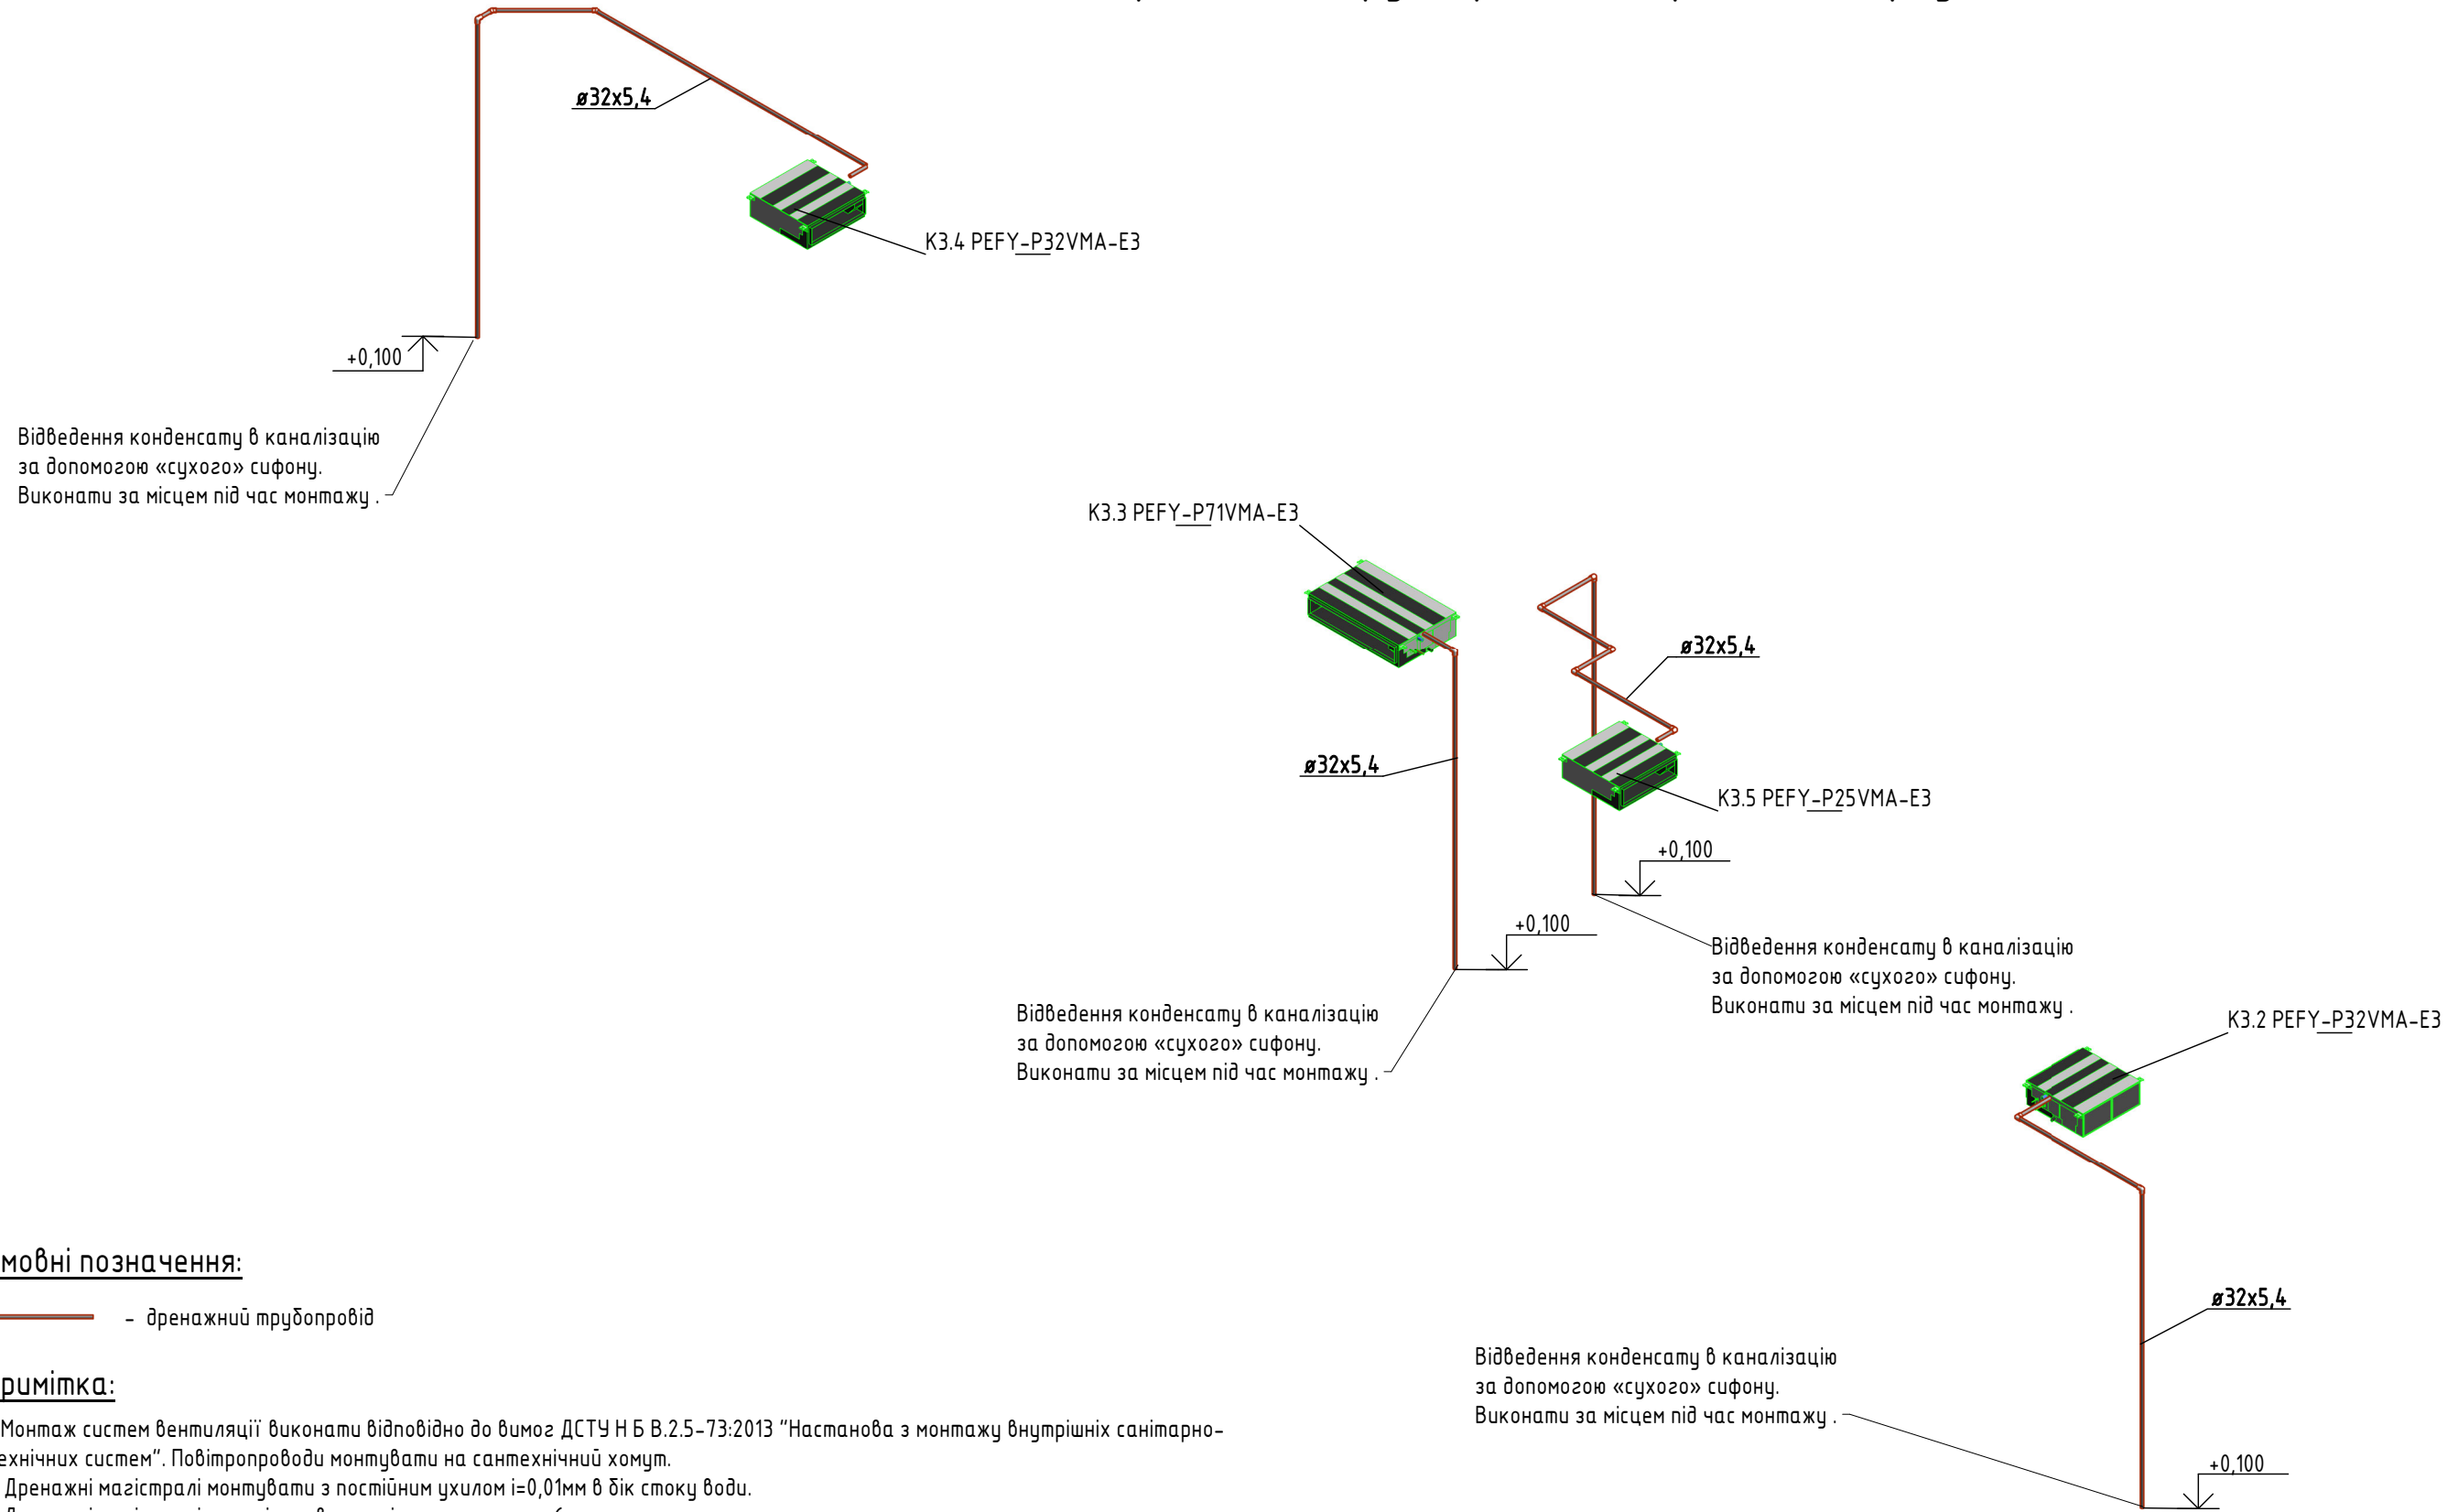 ø32x5,4
К3.4 PEFY-P32VMA-E3
+0,100
Відведення конденсату в каналізацію
за допомогою «сухого» сифону.
Виконати за місцем під час монтажу .
К3.3 PEFY-P71VMA-E3
ø32x5,4
ø32x5,4
К3.5 PEFY-P25VMA-E3
+0,100
+0,100
Відведення конденсату в каналізацію
за допомогою «сухого» сифону.
Виконати за місцем під час монтажу .
Відведення конденсату в каналізацію
за допомогою «сухого» сифону.
Виконати за місцем під час монтажу .
К3.2 PEFY-P32VMA-E3
ø32x5,4
Відведення конденсату в каналізацію
за допомогою «сухого» сифону.
Виконати за місцем під час монтажу .
+0,100
мовні позначення:
- дренажний трубопровід
римітка:
Монтаж систем вентиляції виконати відповідно до вимог ДСТУ Н Б В.2.5-73:2013 "Настанова з монтажу внутрішніх санітарно-
ехнічних систем". Повітропроводи монтувати на сантехнічний хомут.
Дренажні магістралі монтувати з постійним ухилом i=0,01мм в бік стоку води.